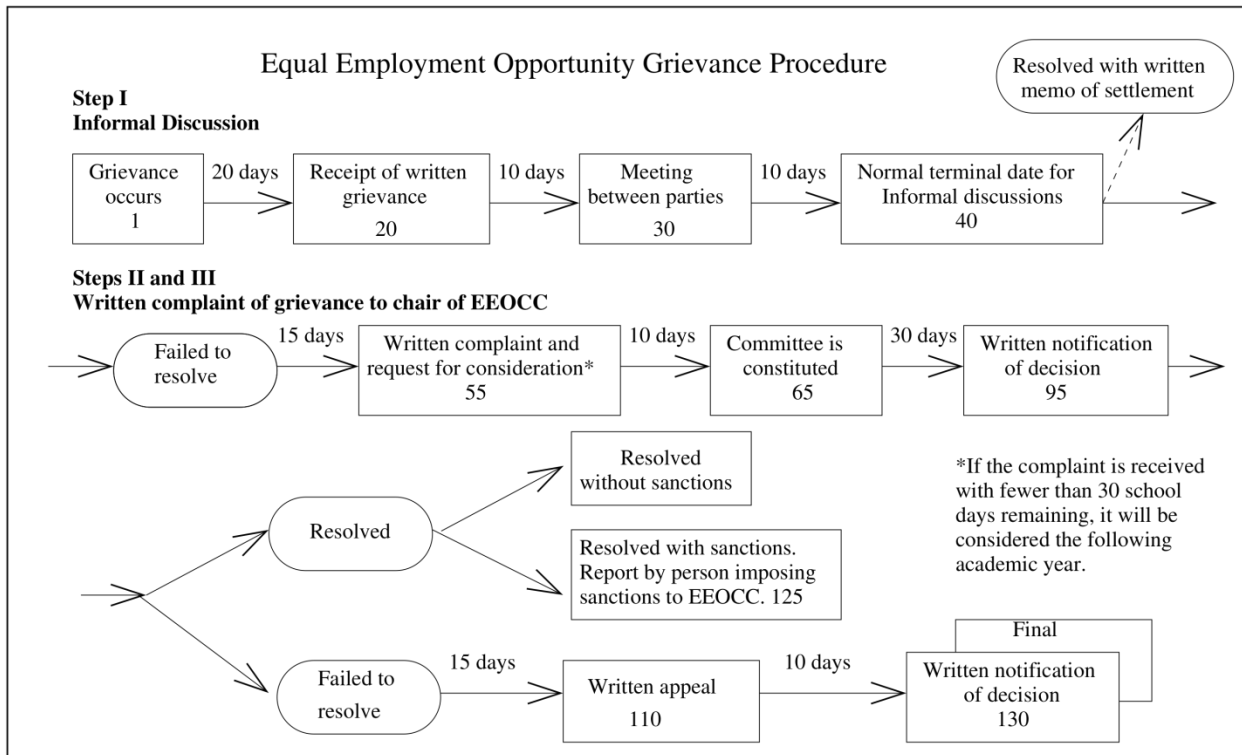 Equal Employment Opportunity Grievance Procedure
Resolved with written
memo of settlement
Step I
Informal Discussion
Grievance
occurs
1
20 days
Receipt of written
grievance
20
10 days
Meeting
between parties
30
10 days
Normal terminal date for
Informal discussions
40
Steps II and III
Written complaint of grievance to chair of EEOCC
Failed to
resolve
15 days
Written complaint and
request for consideration*
55
10 days
Committee is
constituted
65
30 days
Written notification
of decision
95
Resolved
Resolved
without sanctions
Resolved with sanctions.
Report by person imposing
sanctions to EEOCC. 125
*If the complaint is received
with fewer than 30 school
days remaining, it will be
considered the following
academic year.
Failed to
resolve
15 days
Written appeal
110
10 days
Final
Written notification
of decision
130